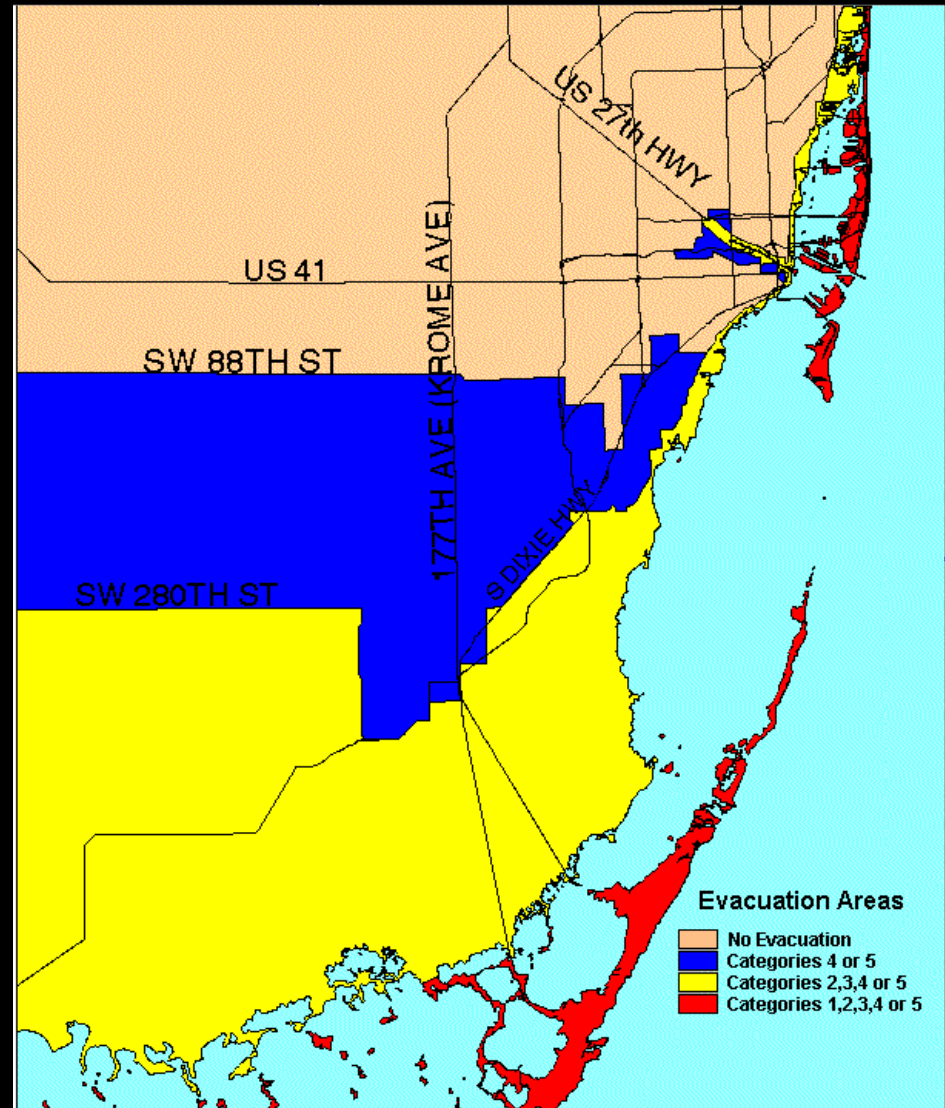 US 27th HWY
US 41
177TH AVE (KROME AVE)
SW 88TH ST
S DIXIE HWY
SW 280TH ST
Evacuation Areas
No Evacuation
Categories 4 or 5
Categories 2,3,4 or 5
Categories 1,2,3,4 or 5